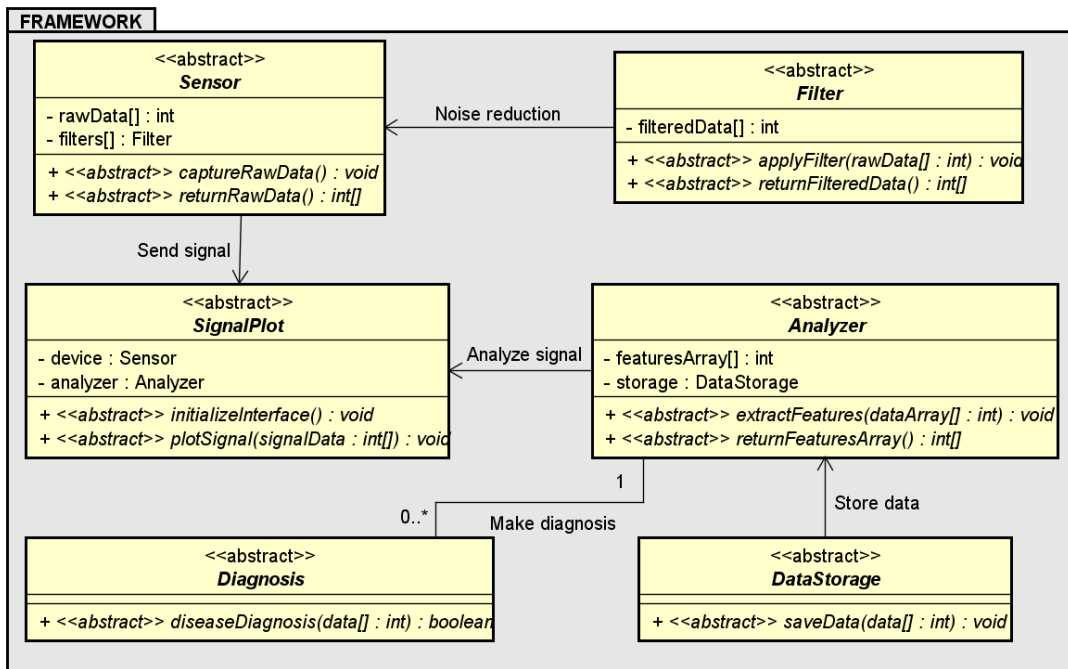 FRAMEWORK
<<abstract>>
Sensor
- rawData[] : int
- filters[] : Filter
+ <<abstract>> captureRawData() : void
+ <<abstract>> returnRawData() : int[]
Noise reduction
<<abstract>>
Filter
- filteredData[] : int
+ <<abstract>> applyFilter(rawData[] : int) : void
+ <<abstract>> returnFilteredData() : int[]
Send signal
<<abstract>>
SignalPlot
- device : Sensor
- analyzer : Analyzer
+ <<abstract>> initializeInterface() : void
+ <<abstract>> plotSignal(signalData : int[]) : void
Analyze signal
<<abstract>>
Analyzer
- featuresArray[] : int
- storage : DataStorage
+ <<abstract>> extractFeatures(dataArray[] : int) : void
+ <<abstract>> returnFeaturesArray() : int[]
1
0..*
Make diagnosis
Store data
<<abstract>>
Diagnosis
+ <<abstract>> diseaseDiagnosis(data[] : int) : boolean
<<abstract>>
DataStorage
+ <<abstract>> saveData(data[] : int) : void